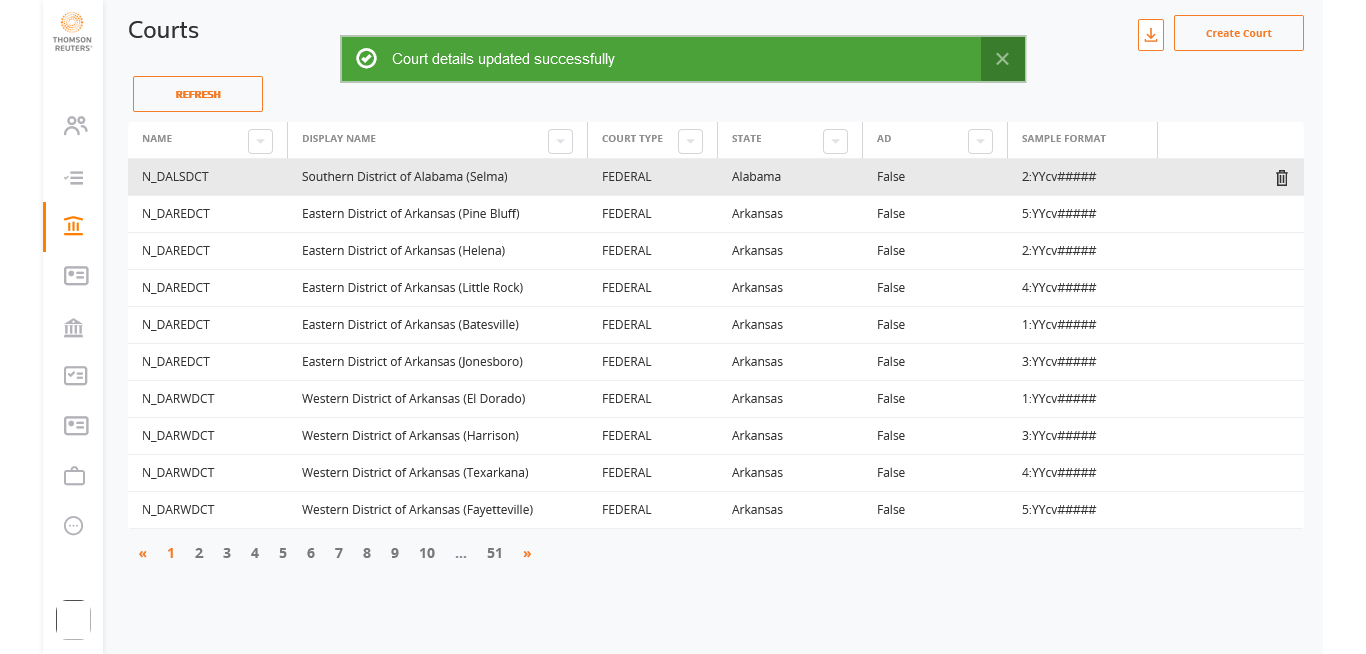 THOMSON
REUTERS®
Courts
Court details updated successfully
Create Court
REFRESH
NAME DISPLAY NAME COURT TYPE STATE AD SAMPLE FORMAT
N_DALSDCT Southern District of Alabama (Selma) FEDERAL Alabama False 2:YYcv#####
N_DAREDCT Eastern District of Arkansas (Pine Bluff) FEDERAL Arkansas False 5:YYcv#####
N_DAREDCT Eastern District of Arkansas (Helena) FEDERAL Arkansas False 2:YYcv#####
N_DAREDCT Eastern District of Arkansas (Little Rock) FEDERAL Arkansas False 4:YYcv#####
N_DAREDCT Eastern District of Arkansas (Batesville) FEDERAL Arkansas False 1:YYcv#####
N_DAREDCT Eastern District of Arkansas (Jonesboro) FEDERAL Arkansas False 3:YYcv#####
N_DARWDCT Western District of Arkansas (El Dorado) FEDERAL Arkansas False 1:YYcv#####
N_DARWDCT Western District of Arkansas (Harrison) FEDERAL Arkansas False 3:YYcv#####
N_DARWDCT Western District of Arkansas (Texarkana) FEDERAL Arkansas False 4:YYcv#####
N_DARWDCT Western District of Arkansas (Fayetteville) FEDERAL Arkansas False 5:YYcv#####
« 1 2 3 4 5 6 7 8 9 10 ... 51 »